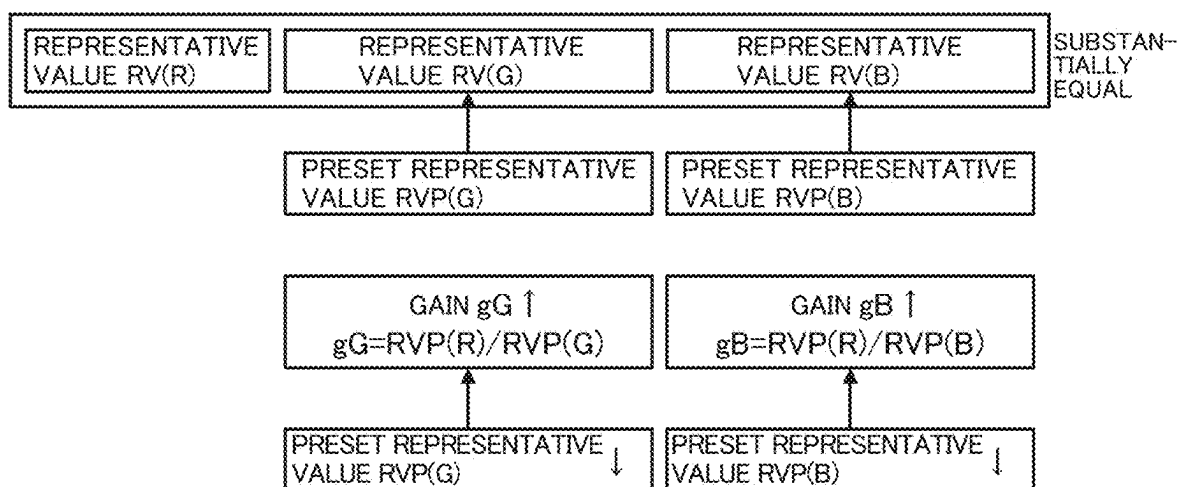 REPRESENTATIVE
VALUE RV(R)
REPRESENTATIVE
VALUE RV(G)
REPRESENTATIVE
VALUE RV(B)
SUBSTAN-
TIALLY
EQUAL
PRESET REPRESENTATIVE
VALUE RVP(G)
PRESET REPRESENTATIVE
VALUE RVP(B)
GAIN gG ↑
gG=RVP(R)/RVP(G)
GAIN gB ↑
gB=RVP(R)/RVP(B)
PRESET REPRESENTATIVE
VALUE RVP(G) ↓
PRESET REPRESENTATIVE
VALUE RVP(B) ↓